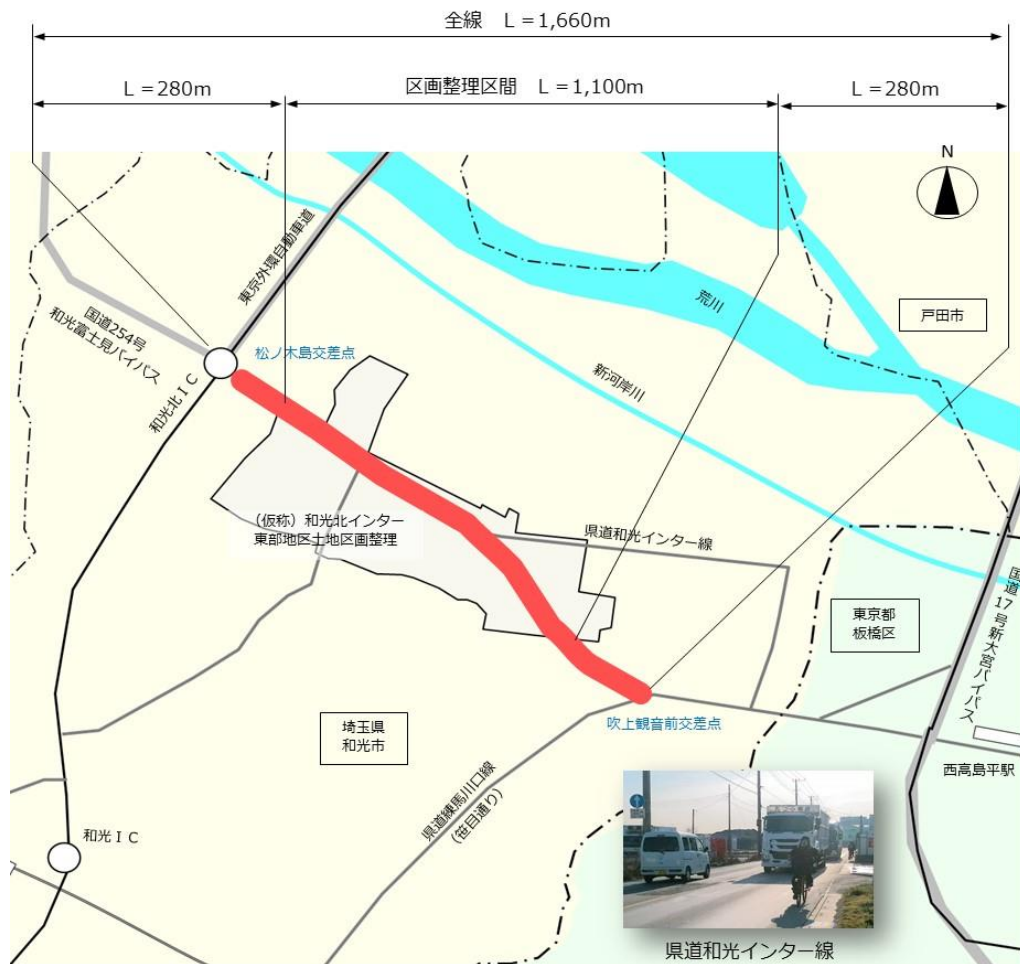 全線 L＝1,660m
L＝280m
区画整理区間 L＝1,100m
L＝280m
N
東京外環自動車道
国道254号
和光富士見バイパス
荒川
戸田市
松ノ木島交差点
新河岸川
和光北ＩＣ
（仮称）和光北インター
東部地区土地区画整理
県道和光インター線
国道17号新大宮バイパス
東京都
板橋区
埼玉県
和光市
吹上観音前交差点
西高島平駅
県道練馬川口線
（笹目通り）
和光ＩＣ
県道和光インター線